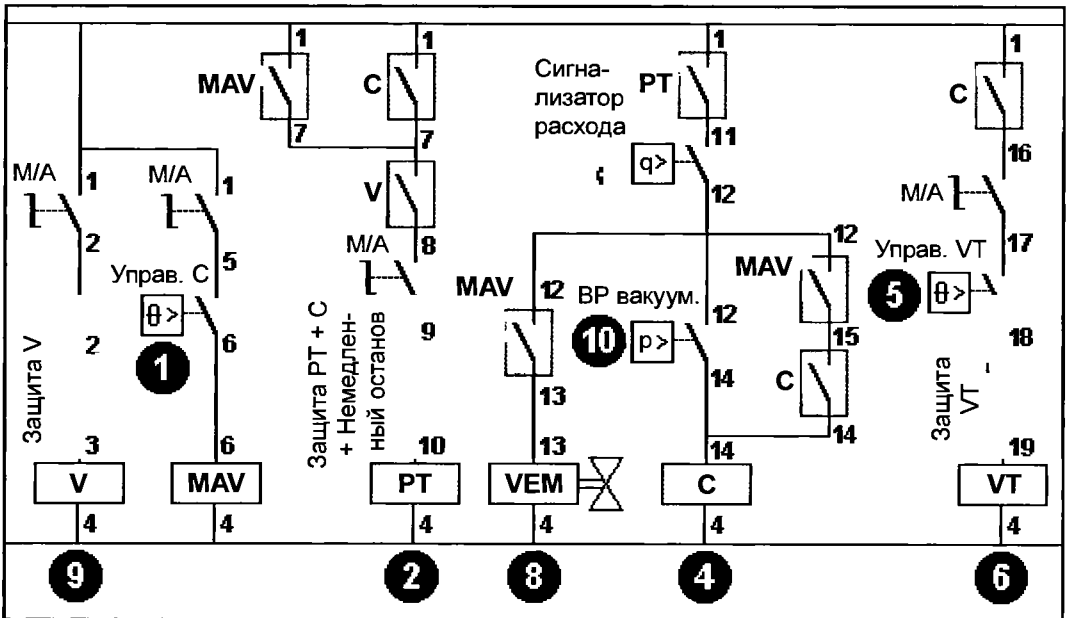 1
1
1
1
MAV
C
Сигна-
лизатор
расхода
PT
C
7
7
11
16
М/А
1
М/А
1
V
q>
12
М/А
2
5
8
М/А
12
17
Управ. С
MAV
12
ВР вакуум.
MAV
Управ. VT
θ>
10
p>
12
5
θ>
1
2
6
9
15
18
Защита V
Защита РТ + С
+ Немедлен-
ный останов
13
14
C
Защита
VT
3
6
10
13
14
14
19
V
MAV
PT
VEM
C
VT
4
4
4
4
4
4
9
2
8
4
6